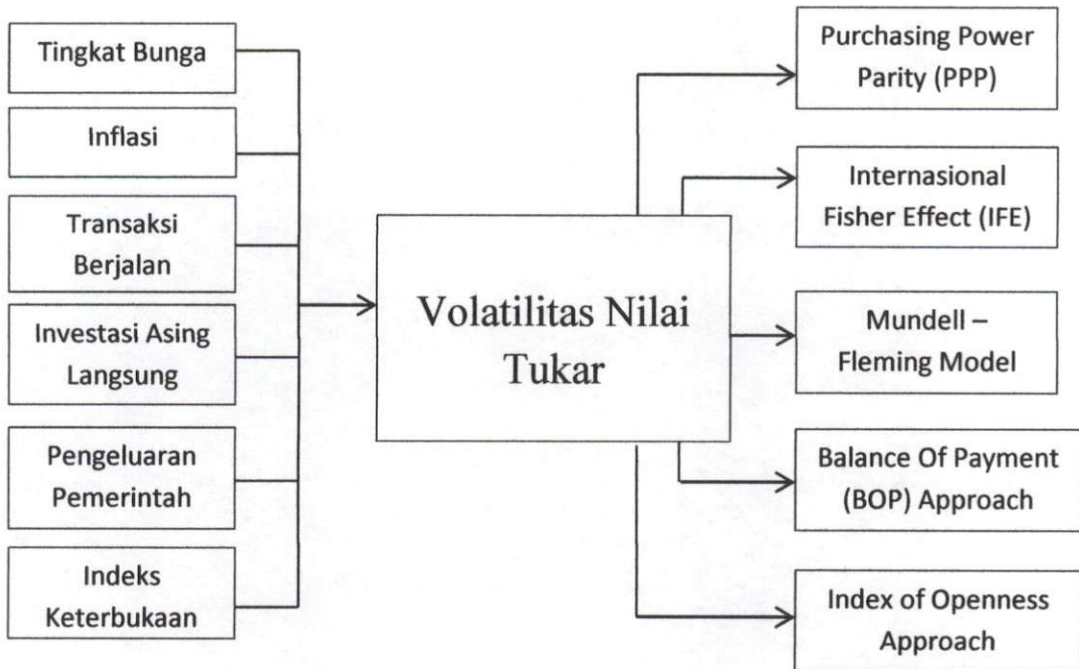 Tingkat Bunga
Inflasi
Transaksi
Berjalan
Investasi Asing
Langsung
Pengeluaran
Pemerintah
Indeks
Keterbukaan
Volatilitas Nilai
Tukar
Purchasing Power
Parity (PPP)
Internasional
Fisher Effect (IFE)
Mundell –
Fleming Model
Balance Of Payment
(BOP) Approach
Index of Openness
Approach